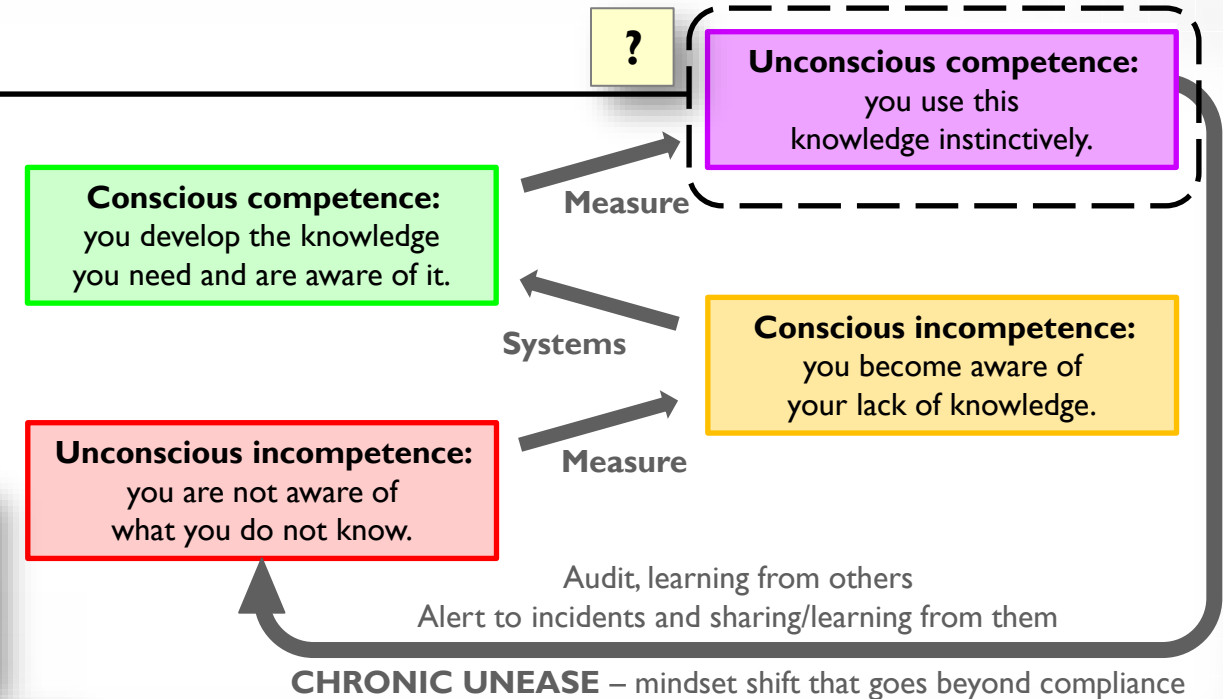 ?
Unconscious competence:
you use this
knowledge instinctively.
Conscious competence:
you develop the knowledge
you need and are aware of it.
Measure
Systems
Conscious incompetence:
you become aware of
your lack of knowledge.
Unconscious incompetence:
you are not aware of
what you do not know.
Measure
Audit, learning from others
Alert to incidents and sharing/learning from them
CHRONIC UNEASE – mindset shift that goes beyond compliance